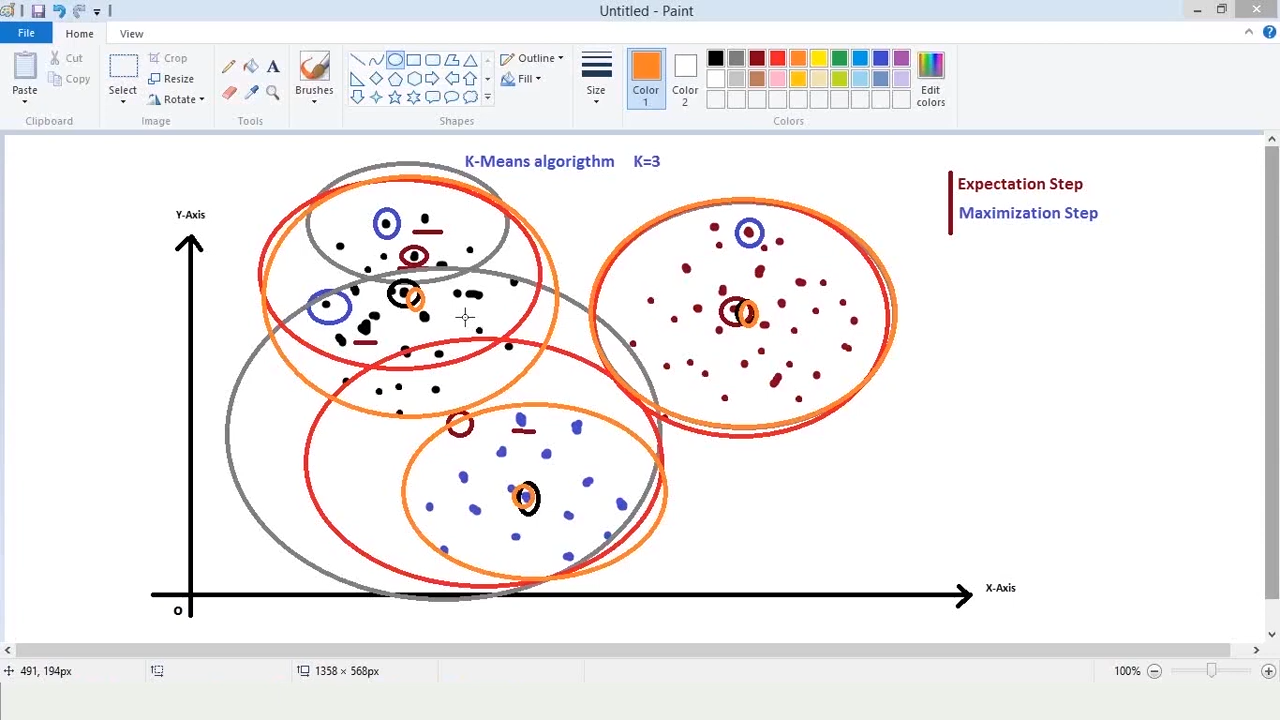 Untitled - Paint
File
Home
View
Paste
Cut
Copy
Clipboard
Select
Crop
Resize
Rotate
Image
A
Tools
Brushes
Shapes
Outline
Fill
Size
Color 1
Color 2
Edit colors
Colors
K-Means algorigthm K=3
Expectation Step
Maximization Step
Y-Axis
X-Axis
O
491, 194px
1358 × 568px
100%